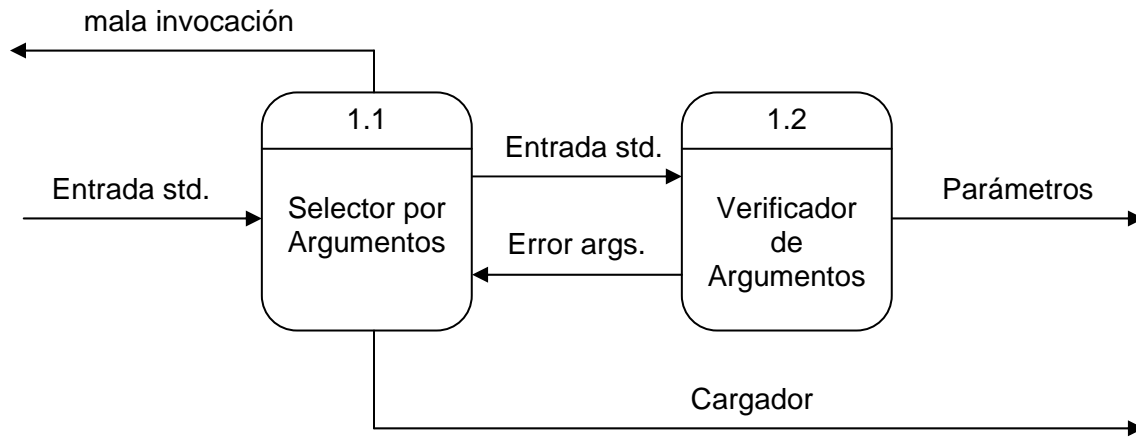 mala invocación
1.1
1.2
Entrada std.
Entrada std.
Parámetros
Selector por
Argumentos
Verificador
de
Argumentos
Error args.
Cargador